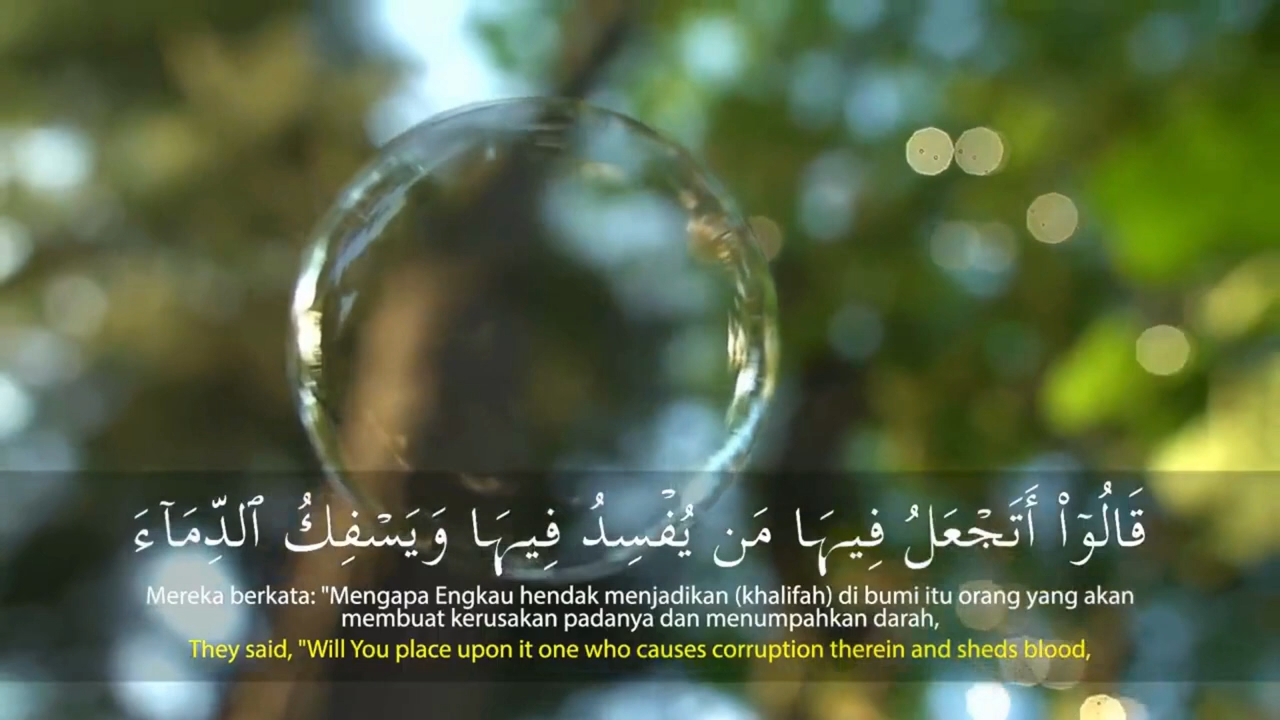 قَالُوٓا۟ أَتَجْعَلُ فِيهَا مَن يُفْسِدُ فِيهَا وَيَسْفِكُ ٱلدِّمَآءَ
Mereka berkata: "Mengapa Engkau hendak menjadikan (khalifah) di bumi itu orang yang akan
membuat kerusakan padanya dan menumpahkan darah,
They said, "Will You place upon it one who causes corruption therein and sheds blood,